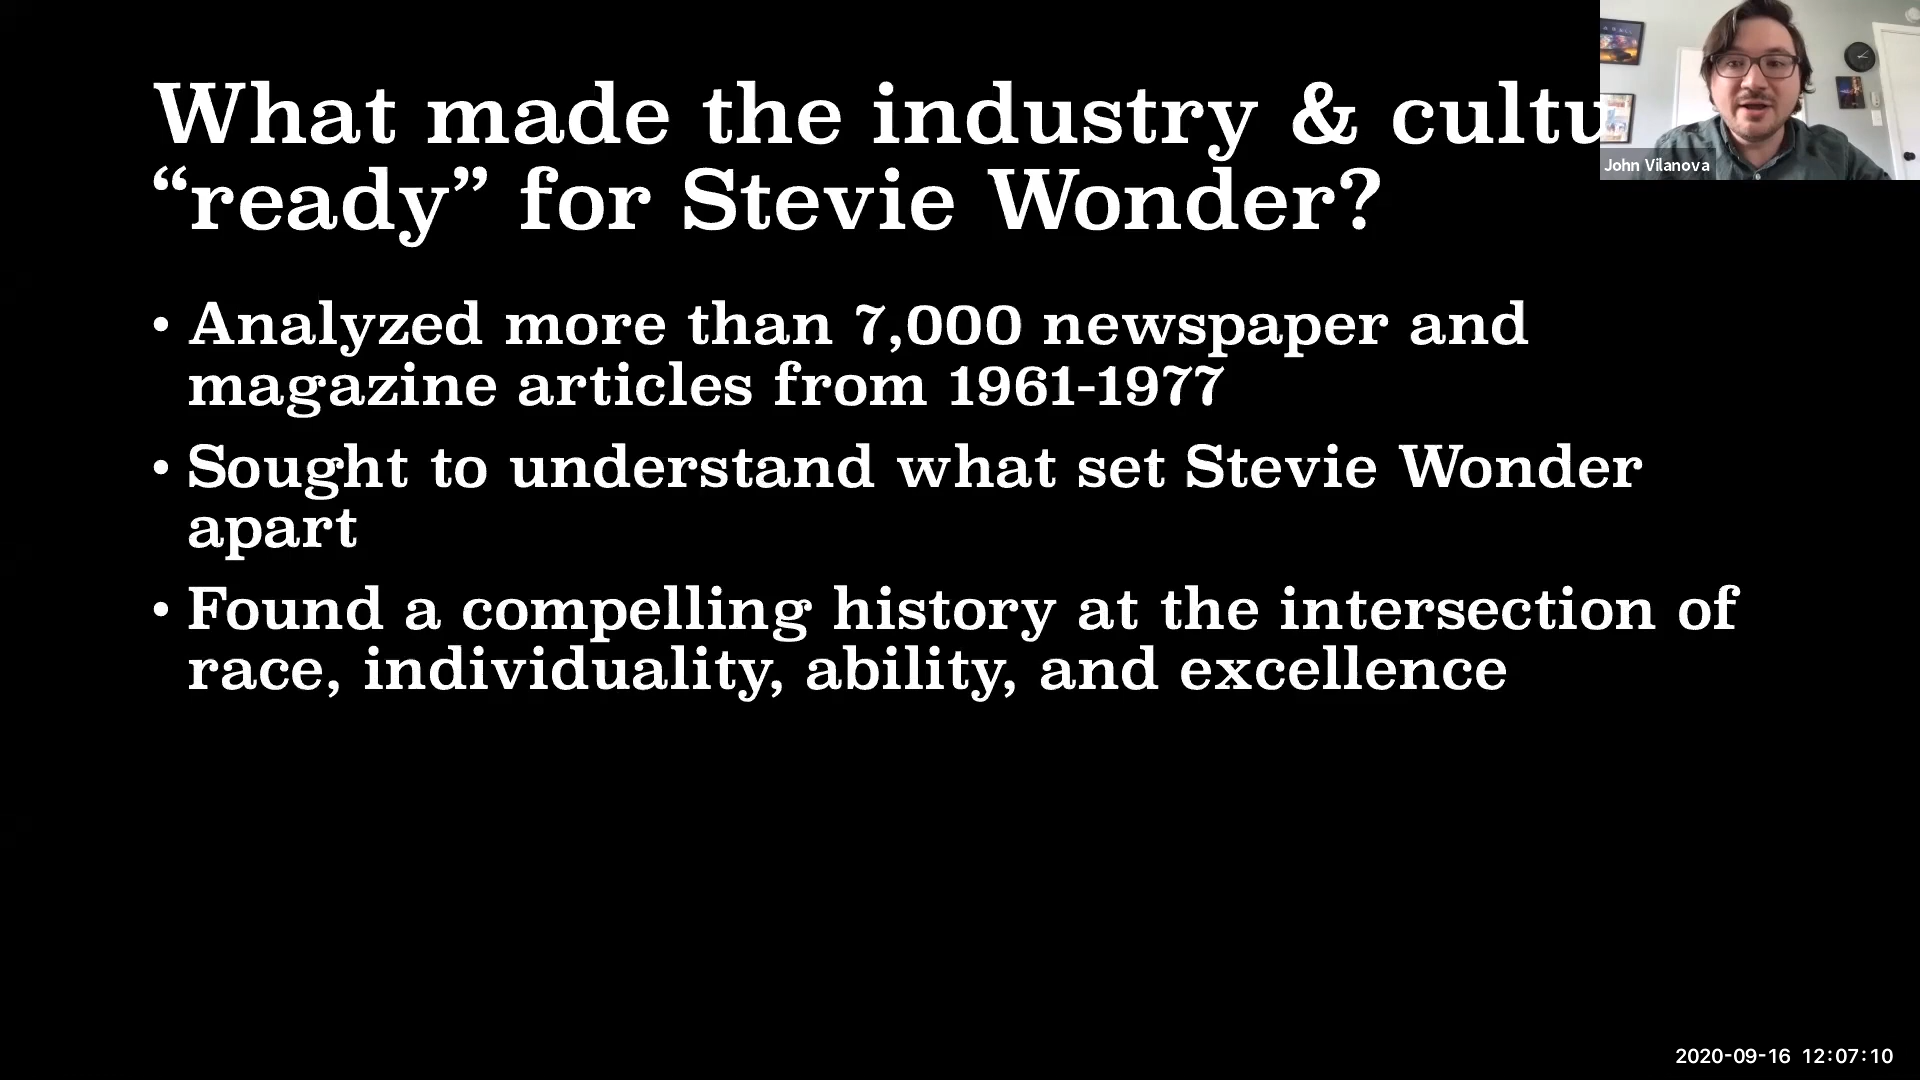 What made the industry & cultu
“ready” for Stevie Wonder?
• Analyzed more than 7,000 newspaper and
magazine articles from 1961-1977
• Sought to understand what set Stevie Wonder
apart
• Found a compelling history at the intersection of
race, individuality, ability, and excellence
John Vilanova
2020-09-16 12:07:10